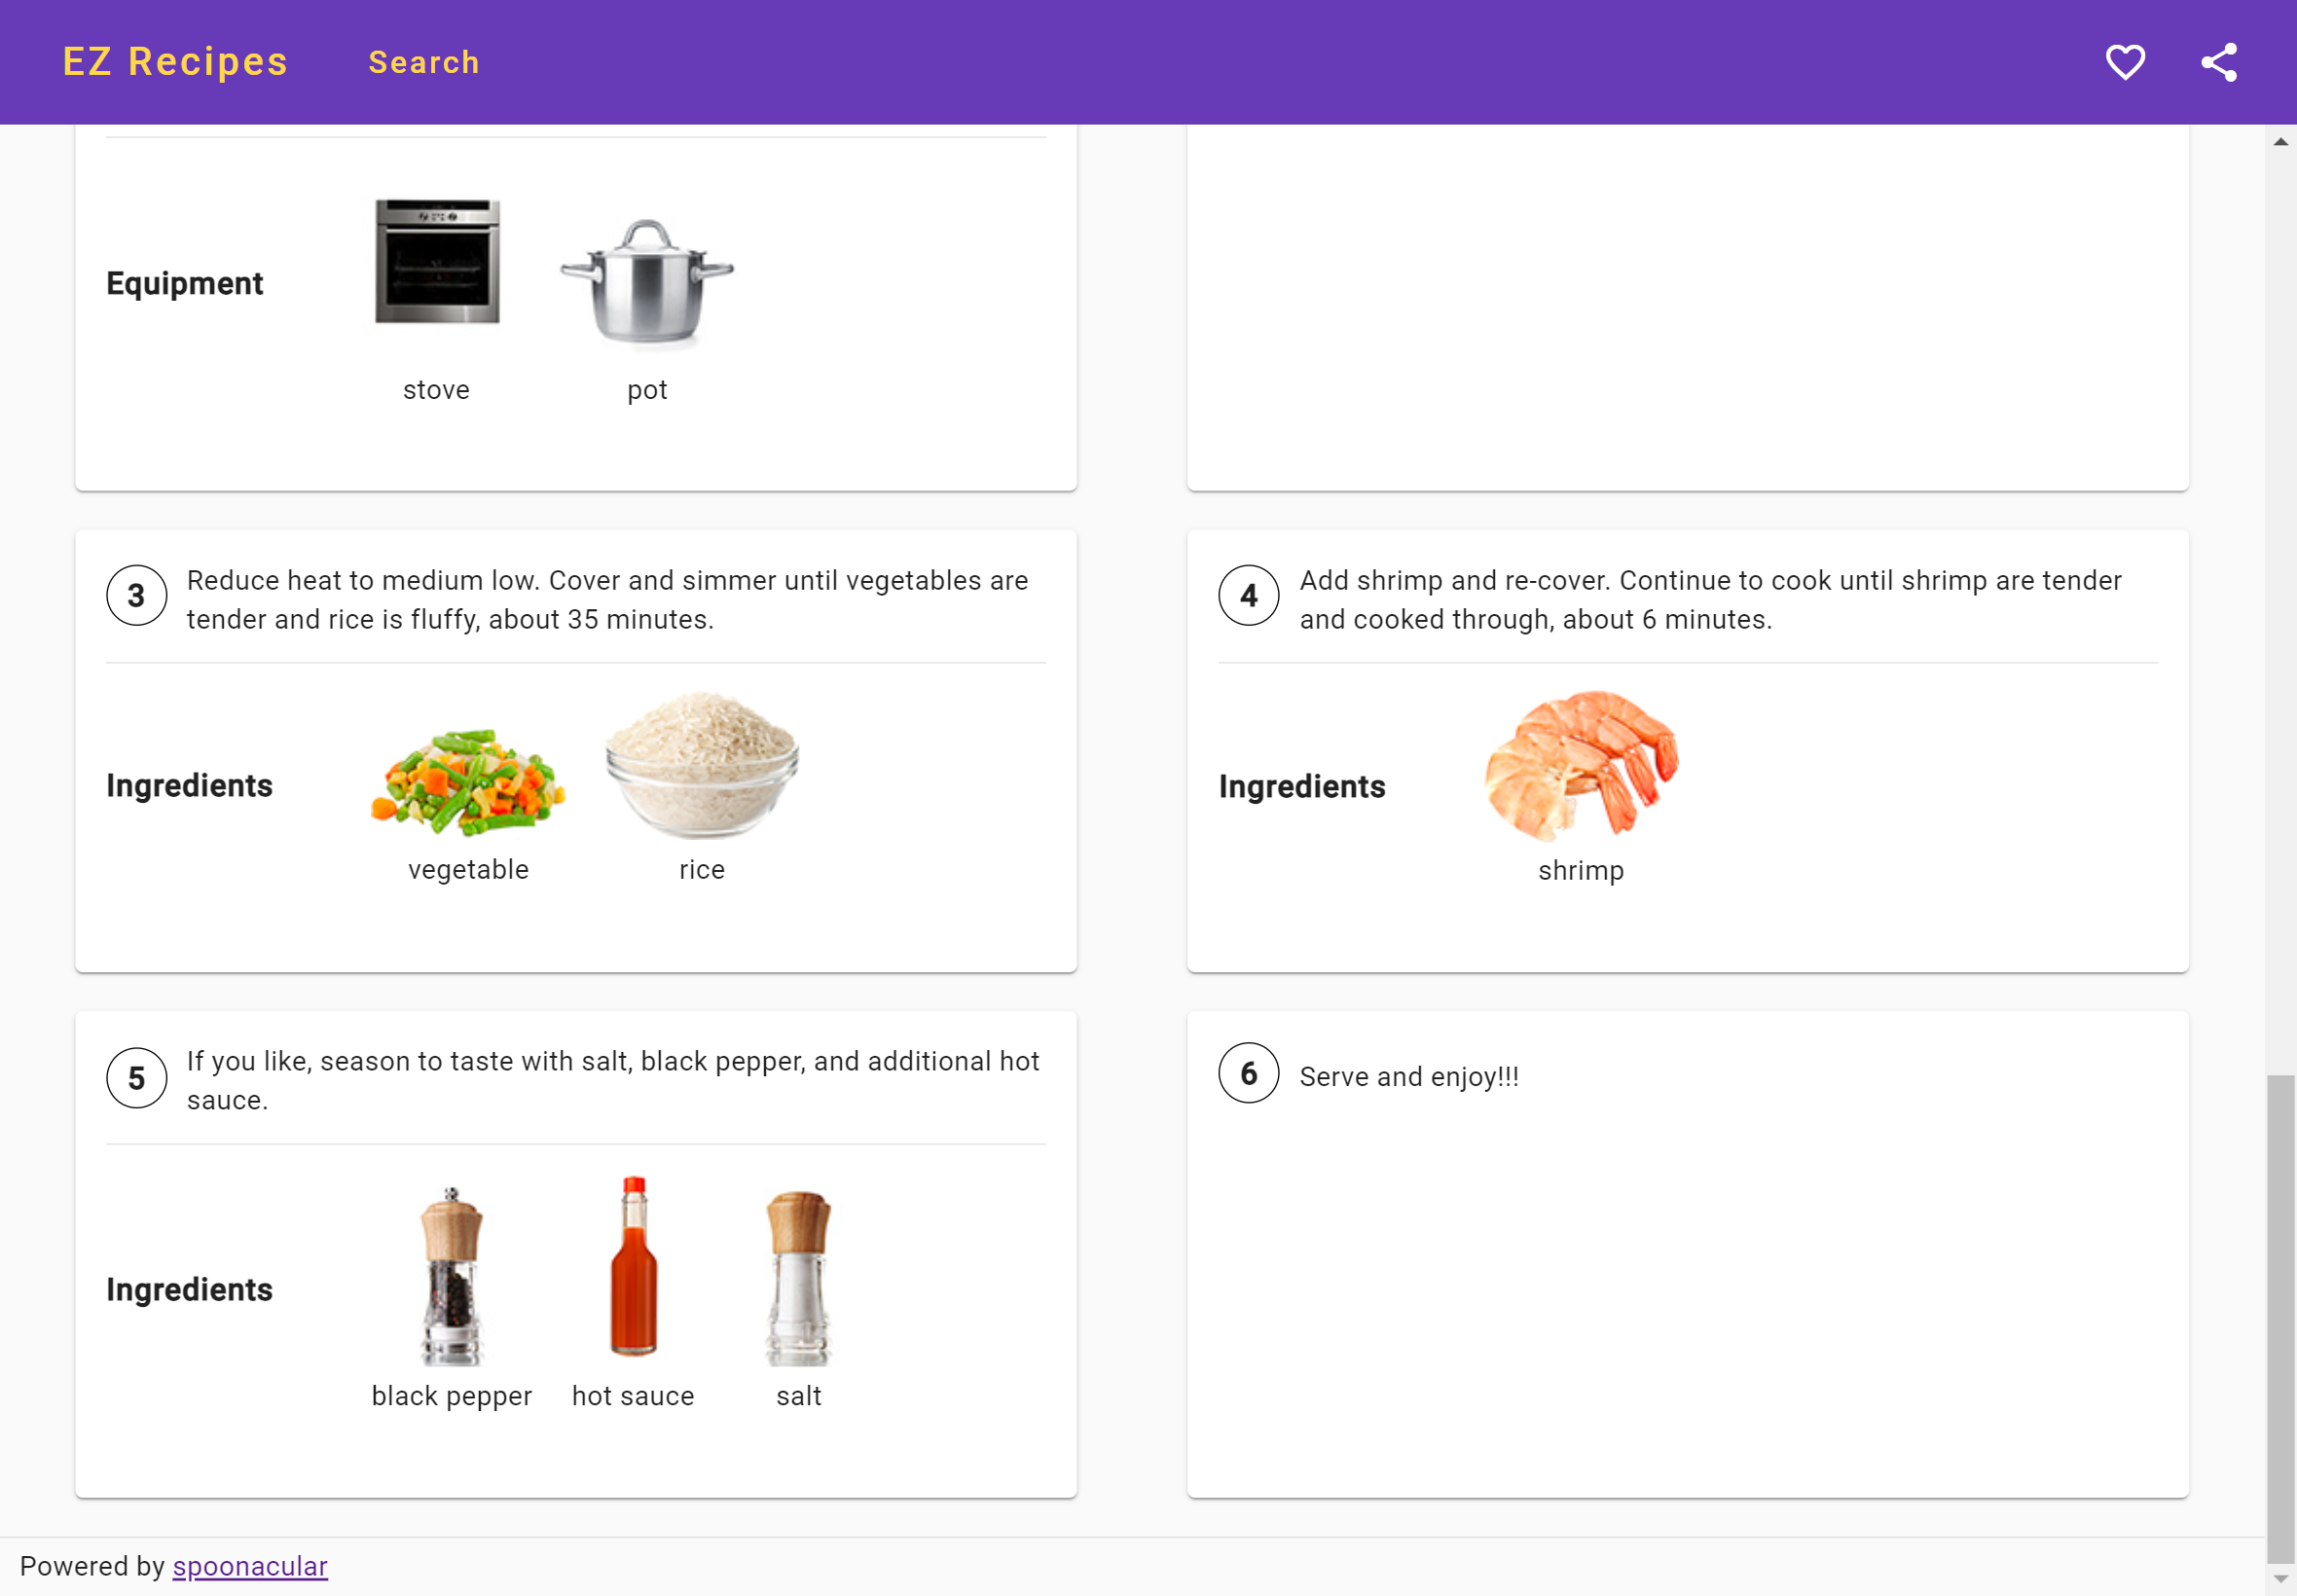 EZ Recipes
Search
Equipment
stove
pot
3
Reduce heat to medium low. Cover and simmer until vegetables are
tender and rice is fluffy, about 35 minutes.
Ingredients
vegetable
rice
4
Add shrimp and re-cover. Continue to cook until shrimp are tender
and cooked through, about 6 minutes.
Ingredients
shrimp
5
If you like, season to taste with salt, black pepper, and additional hot
sauce.
Ingredients
black pepper
hot sauce
salt
6
Serve and enjoy!!!
Powered by spoonacular